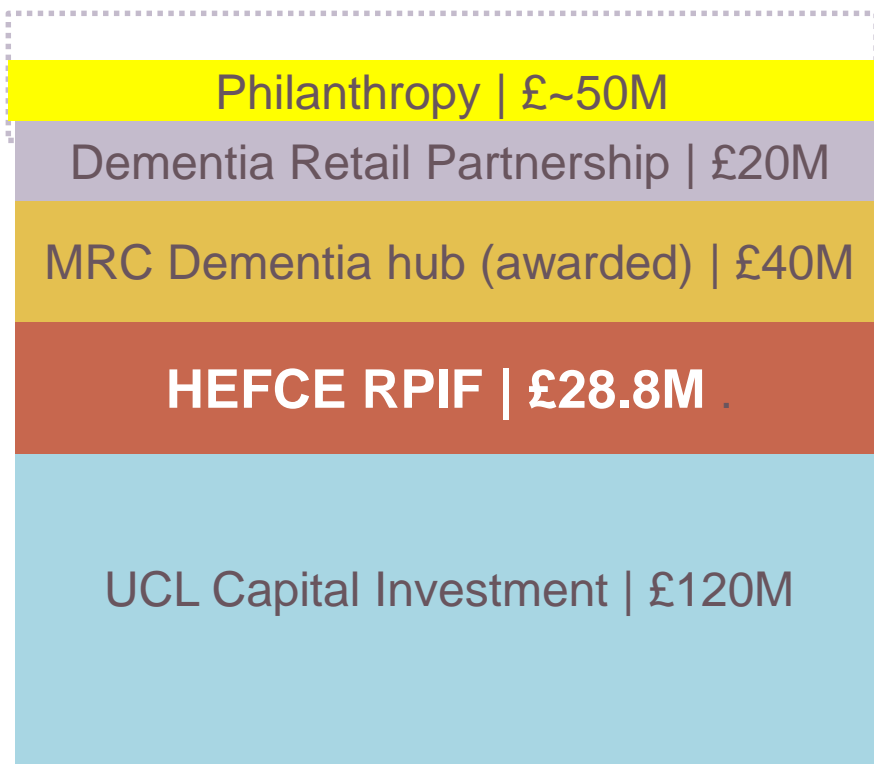 Philanthropy | £~50M
Dementia Retail Partnership | £20M
MRC Dementia hub (awarded) | £40M
HEFCE RPIF | £28.8M .
UCL Capital Investment | £120M